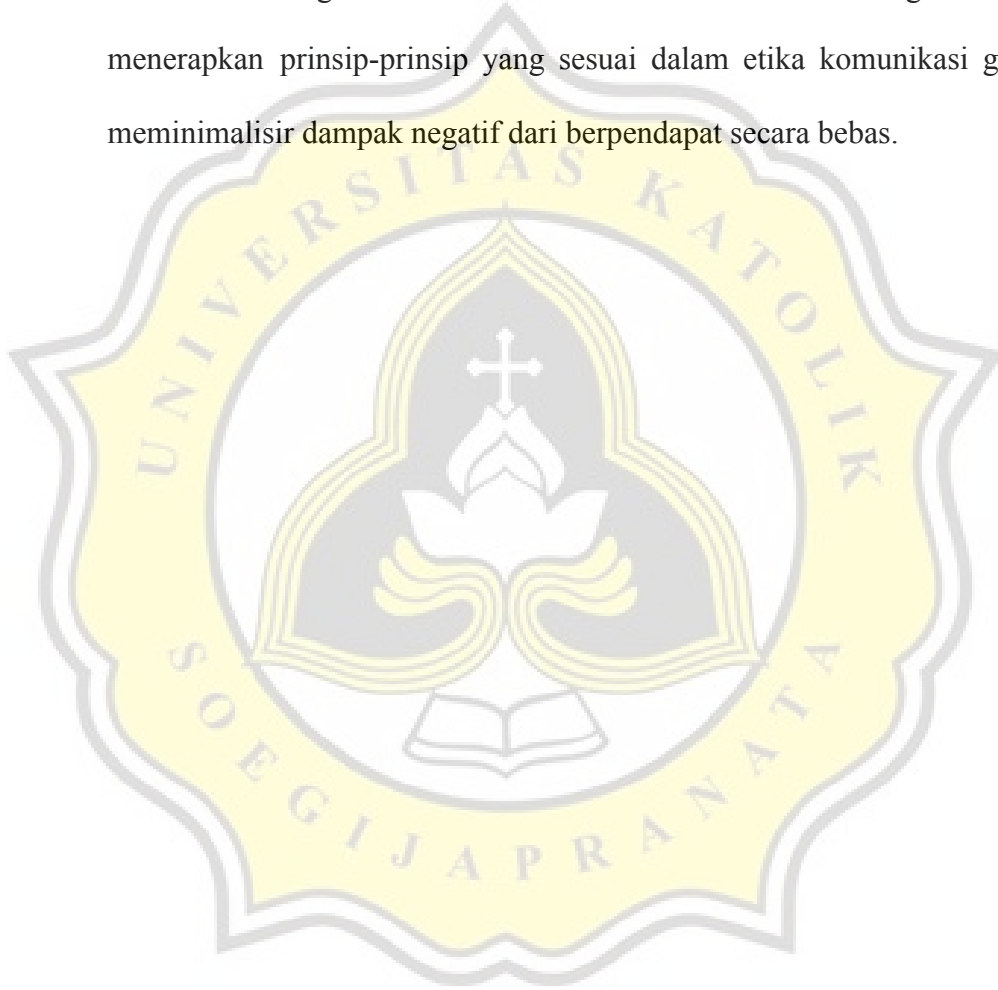 menerapkan prinsip-prinsip yang sesuai dalam etika komunikasi
meminimalisir dampak negatif dari berpendapat secara bebas.
UNIVERSITAS KATOLIK
SOEGIJAPRANATA